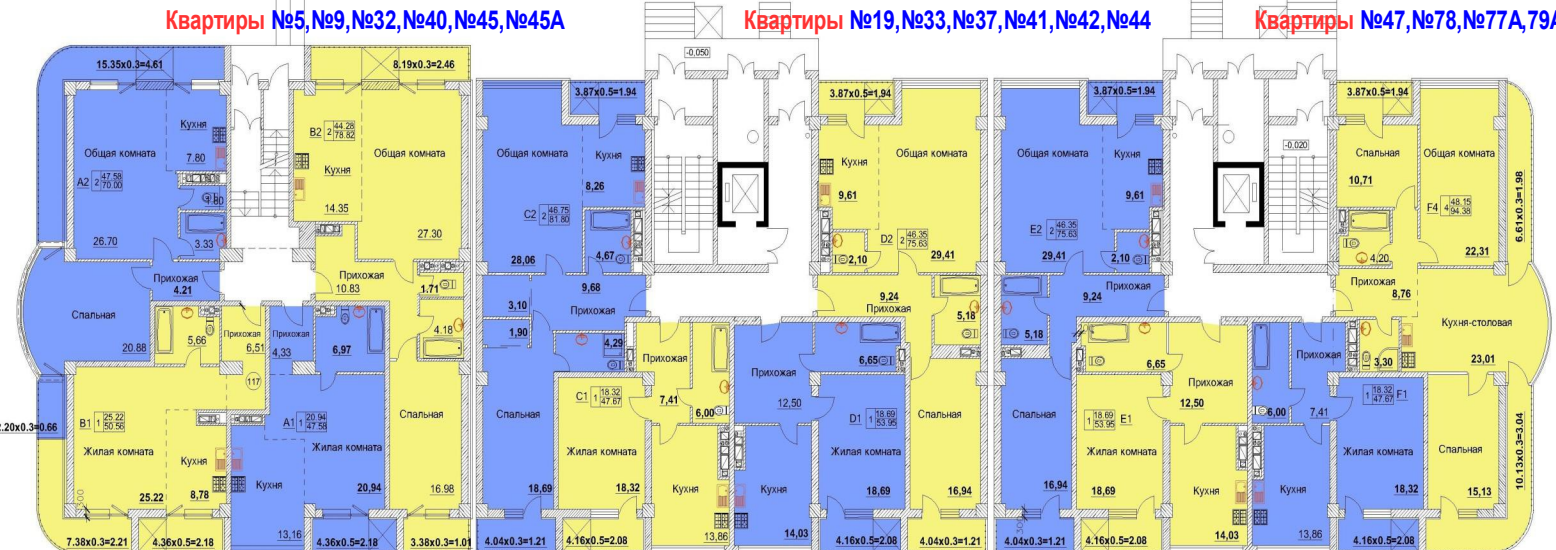 Квартиры №5,№9,№32,№40,№45,№45А
Квартиры №19,№33,№37,№41,№42,№44
Квартиры №47,№78,№77А,79А
15.35x0.3=4.61
Кухня
7.80
Общая комната
А2 2 47.58 70.00
3.33
26.70
Прихожая
4.21
Спальная
20.88
8.19x0.3=2.46
В2 2 44.28 78.82
Общая комната
Кухня
14.35
27.30
Прихожая
10.83
1.71
4.18
5.66
Прихожая
6,51
Прихожая
4,33
6,97
117
2.20x0.3=0.66
В1 1 25.22 50.56
Жилая комната
Кухня
25.22
8,78
7.38x0.3=2.21
4.36x0.5=2.18
А1 1 20.94 47.58
Жилая комната
Кухня
20,94
13,16
4.36x0.5=2.18
Спальная
16.98
3.38x0.3=1.01
3.87x0.5=1.94
Общая комната
Кухня
8,26
С2 2 46.75 81.80
28,06
4,67
9,68
3,10
Прихожая
1,90
4,29
18,69
4.04x0.3=1.21
С1 1 18.32 47.67
Прихожая
7,41
6,00
Жилая комната
18,32
Кухня
13,86
4.16x0.5=2.08
-0,050
3.87x0.5=1,94
Кухня
Общая комната
9,61
D2 2 46.35 75.63
2,10
29,41
9,24
Прихожая
5,18
6,65
Прихожая
12,50
D1 1 18.69 53.95
Жилая комната
Кухня
14,03
18,69
4.16x0.5=2.08
Спальная
16,94
4.04x0.3=1.21
3.87x0.5=1.94
Общая комната
Кухня
9,61
E2 2 46.35 75.63
29,41
2,10
Прихожая
9,24
5,18
Спальная
16,94
4.04x0.3=1.21
6,65
Прихожая
12,50
1 18.69 53.95 E1
Жилая комната
18,69
Кухня
14,03
4.16x0.5=2.08
-0,020
3.87x0.5=1.94
Спальная
10,71
Общая комната
F4 4 48.15 94.38
4,20
22,31
6.61x0.3=1.98
Прихожая
8,76
Кухня-столовая
23,01
Прихожая
3,30
6,00
7,41
1 18.32 47.67 F1
Жилая комната
Кухня
18,32
13,86
4.16x0.5=2.08
Спальная
15,13
10.13x0.3=3.04